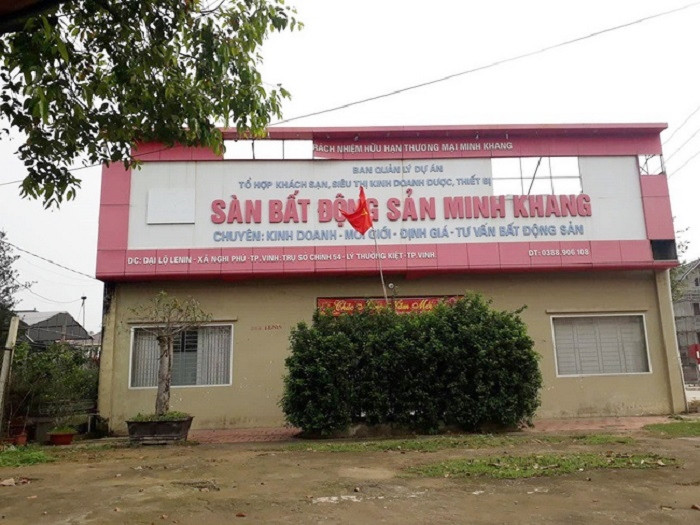 TRÁCH NHIỆM HỮU HẠN THƯƠNG MẠI MINH KHANG
BAN QUẢN LÝ DỰ ÁN
TỔ HỢP KHÁCH SẠN, SIÊU THỊ KINH DOANH DƯỢC, THIẾT BỊ
SÀN BẤT ĐỘNG SẢN MINH KHANG
CHUYÊN: KINH DOANH - MÔI GIỚI - ĐỊNH GIÁ - TƯ VẤN BẤT ĐỘNG SẢN
ĐC: ĐẠI LỘ LENIN - XÃ NGHI PHÚ - TP.VINH. TRỤ SỞ CHÍNH 54 - LÝ THƯỜNG KIỆT - TP.VINH. ĐT: 0388.906 108
Năm Mới